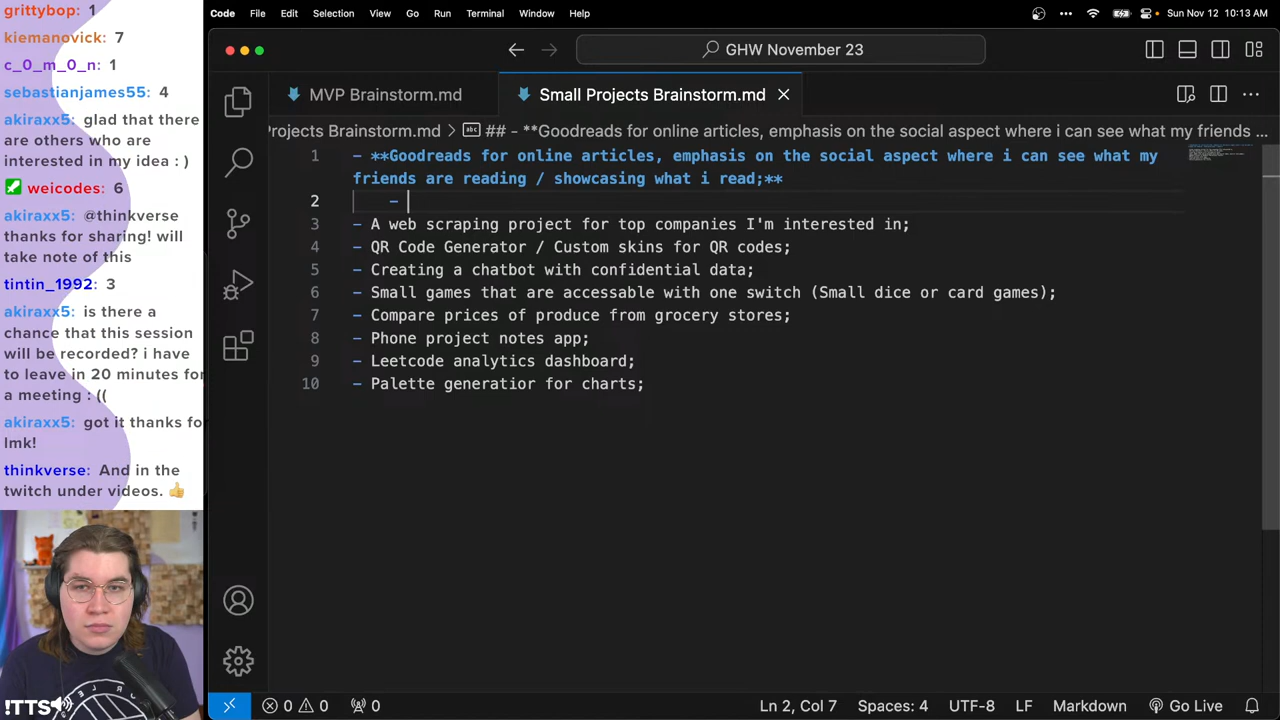 Code File Edit Selection View Go Run Terminal Window Help Sun Nov 12 10:13 AM
grittybop: 1
kiemanovick: 7
c_0_m_0_n: 1
sebastianjames55: 4
akiraxx5: glad that there
are others who are
interested in my idea : )
weicodes: 6
akiraxx5: @thinkverse
thanks for sharing! will
take note of this
tintin_1992: 3
akiraxx5: is there a
chance that this session
will be recorded? i have
to leave in 20 minutes for
a meeting : ((
akiraxx5: got it thanks fo
lmk!
thinkverse: And in the
twitch under videos. 👍
!TTS
GHW November 23
MVP Brainstorm.md
Small Projects Brainstorm.md
Projects Brainstorm.md > ## - **Goodreads for online articles, emphasis on the social aspect where i can see what my friends ...
1 - **Goodreads for online articles, emphasis on the social aspect where i can see what my
friends are reading / showcasing what i read;**
2 -
3 - A web scraping project for top companies I'm interested in;
4 - QR Code Generator / Custom skins for QR codes;
5 - Creating a chatbot with confidential data;
6 - Small games that are accessable with one switch (Small dice or card games);
7 - Compare prices of produce from grocery stores;
8 - Phone project notes app;
9 - Leetcode analytics dashboard;
10 - Palette generatior for charts;
0 0 0 Ln 2, Col 7 Spaces: 4 UTF-8 LF Markdown Go Live